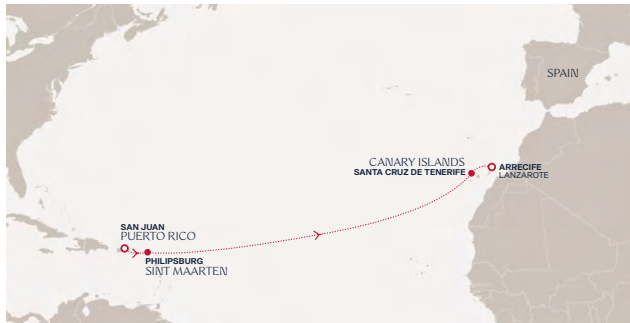 SPAIN
CANARY ISLANDS
SANTA CRUZ DE TENERIFE
ARRECIFE
LANZAROTE
SAN JUAN
PUERTO RICO
PHILIPSBURG
SINT MAARTEN